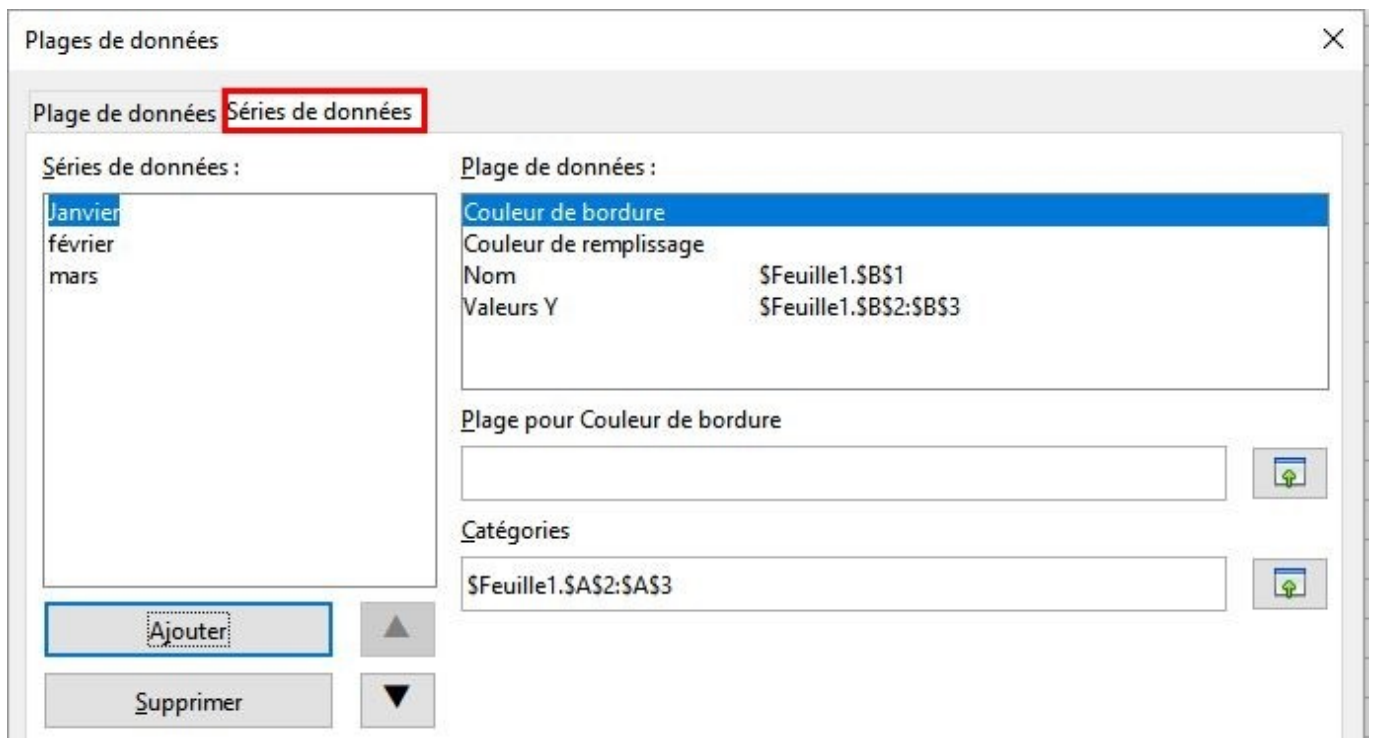 Plages de données
Plage de données Séries de données
Séries de données :
Janvier
février
mars
Ajouter
Supprimer
Plage de données :
Couleur de bordure
Couleur de remplissage
Nom $Feuille1.$B$1
Valeurs Y $Feuille1.$B$2:$B$3
Plage pour Couleur de bordure
Catégories
$Feuille1.$A$2:$A$3